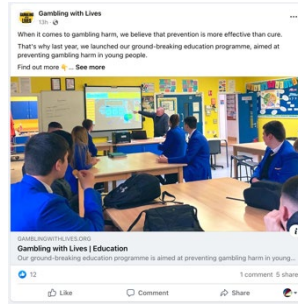 Gambling with Lives
13h
When it comes to gambling harm, we believe that prevention is more effective than cure.
That's why last year, we launched our ground-breaking education programme, aimed at
preventing gambling harm in young people.
Find out more 👇... See more
GAMBLINGWITHLIVES.ORG
Gambling with Lives | Education
Our ground-breaking education programme is aimed at preventing gambling harm in young...
12
1 comment 5 share
Like
Comment
Share